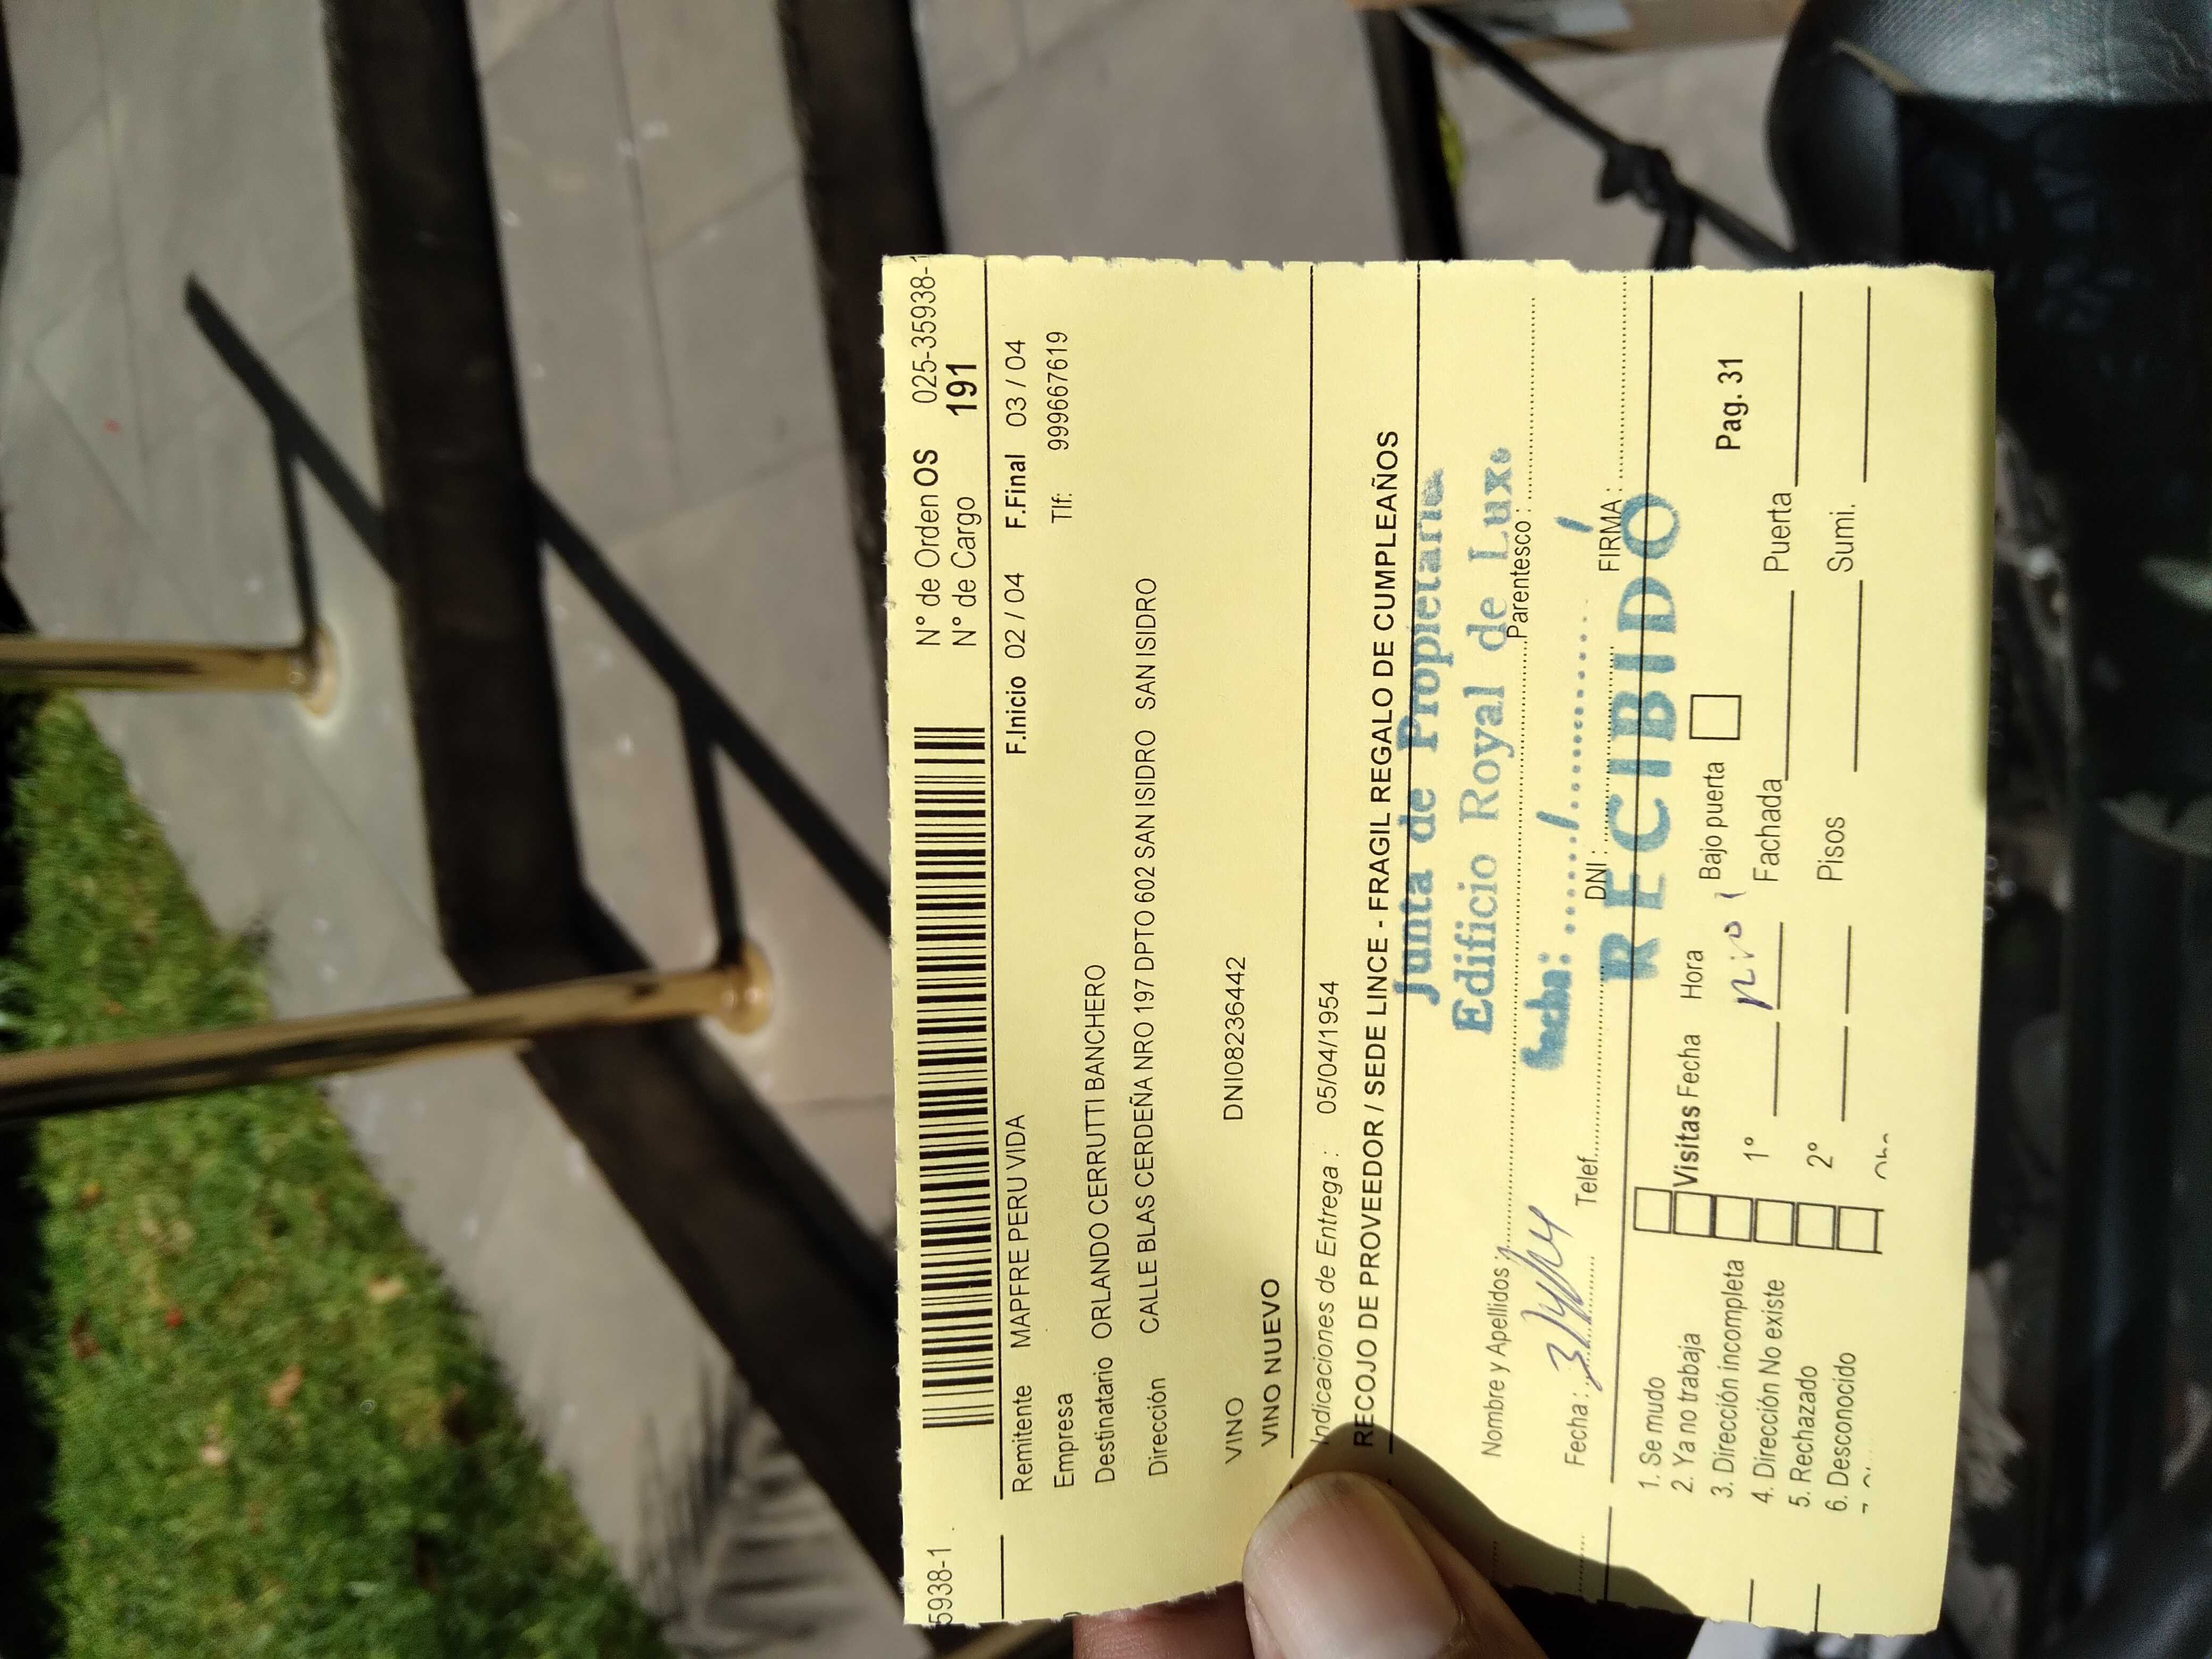 5938-1
N° de Orden OS 025-35938-1
N° de Cargo 191
F.Inicio 02 / 04 F.Final 03 / 04
Remitente MAPFRE PERU VIDA
Tlf: 999667619
Empresa
Destinatario ORLANDO CERRUTTI BANCHERO
Dirección CALLE BLAS CERDEÑA NRO 197 DPTO 602 SAN ISIDRO SAN ISIDRO
VINO DNI08236442
VINO NUEVO
Indicaciones de Entrega : 05/04/1954
RECOJO DE PROVEEDOR / SEDE LINCE - FRAGIL REGALO DE CUMPLEAÑOS
Junta de Propietarios
Edificio Royal de Luxe
Nombre y Apellidos : Parentesco :
Fecha: ....../............/
Fecha : Telef. DNI : FIRMA :
RECIBIDO
1. Se mudo
2. Ya no trabaja
3. Dirección incompleta
4. Dirección No existe
5. Rechazado
6. Desconocido
Visitas Fecha Hora Bajo puerta Pag. 31
1° Fachada Puerta
2° Pisos Sumi.